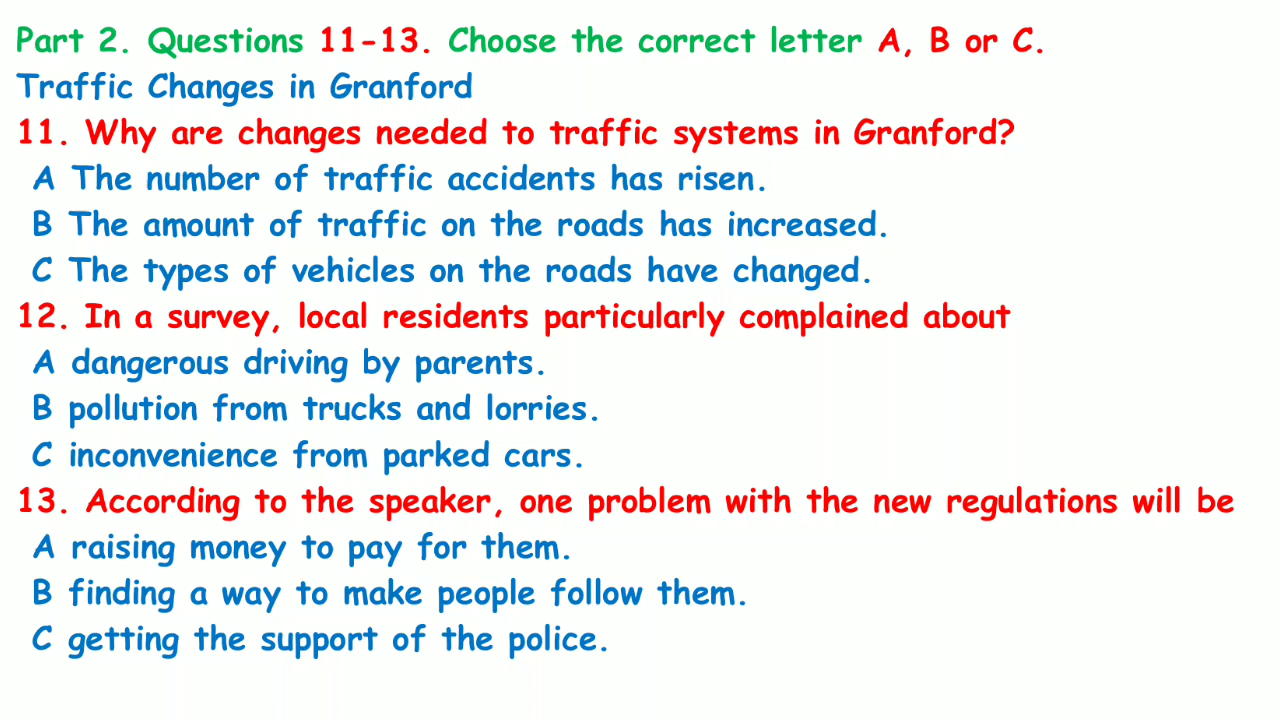 Part 2. Questions 11-13. Choose the correct letter A, B or C.
Traffic Changes in Granford
11. Why are changes needed to traffic systems in Granford?
A The number of traffic accidents has risen.
B The amount of traffic on the roads has increased.
C The types of vehicles on the roads have changed.
12. In a survey, local residents particularly complained about
A dangerous driving by parents.
B pollution from trucks and lorries.
C inconvenience from parked cars.
13. According to the speaker, one problem with the new regulations will be
A raising money to pay for them.
B finding a way to make people follow them.
C getting the support of the police.